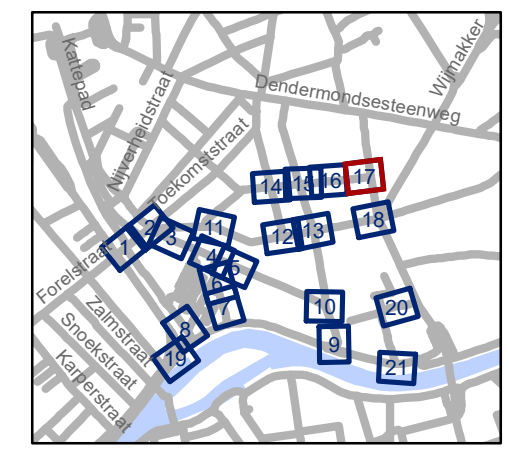 Kattepad
Wijmakker
Nijverheidstraat
Dendermondsesteenweg
Toekomststraat
14
15
16
17
2
1
3
11
12
13
18
4
5
6
7
Forelstraat
10
20
Zalmstraat
8
9
19
21
Snoekstraat
Karperstraat